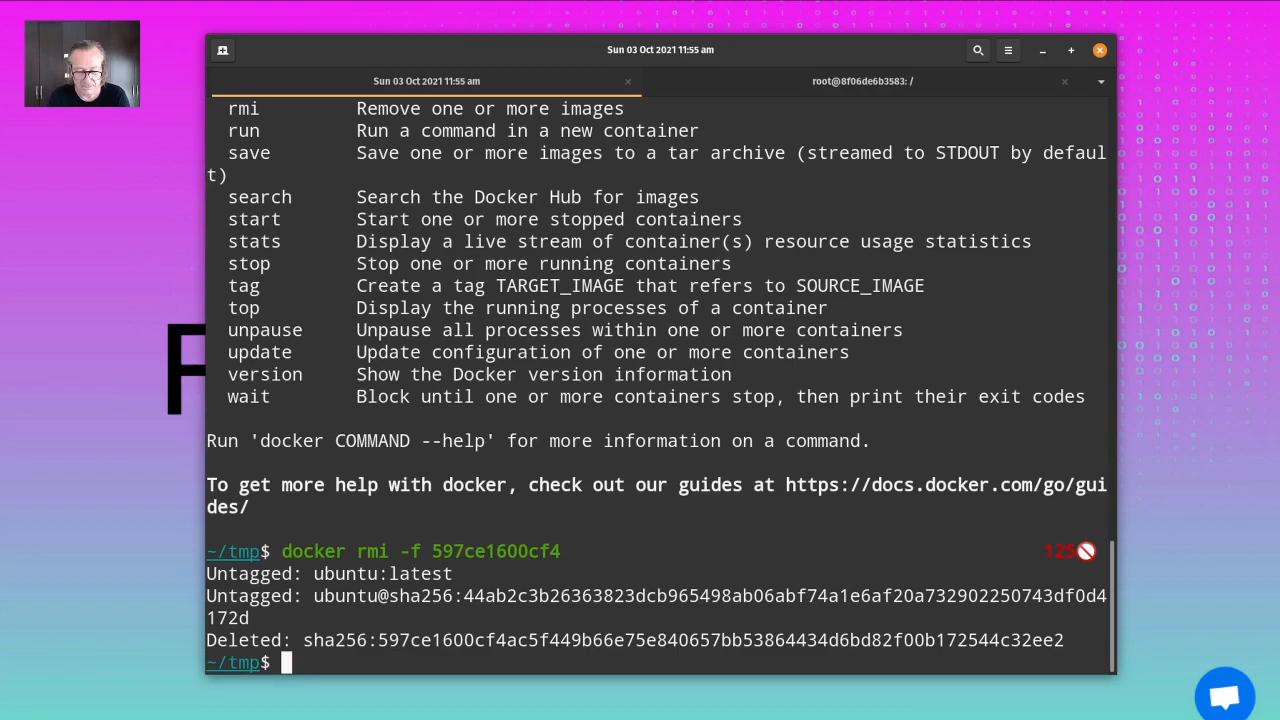 Sun 03 Oct 2021 11:55 am
Sun 03 Oct 2021 11:55 am
root@8f06de6b3583: /
rmi Remove one or more images
run Run a command in a new container
save Save one or more images to a tar archive (streamed to STDOUT by defaul
t)
search Search the Docker Hub for images
start Start one or more stopped containers
stats Display a live stream of container(s) resource usage statistics
stop Stop one or more running containers
tag Create a tag TARGET_IMAGE that refers to SOURCE_IMAGE
top Display the running processes of a container
unpause Unpause all processes within one or more containers
update Update configuration of one or more containers
version Show the Docker version information
wait Block until one or more containers stop, then print their exit codes
Run 'docker COMMAND --help' for more information on a command.
To get more help with docker, check out our guides at https://docs.docker.com/go/gui
des/
~/tmp$ docker rmi -f 597ce1600cf4 125
Untagged: ubuntu:latest
Untagged: ubuntu@sha256:44ab2c3b26363823dcb965498ab06abf74a1e6af20a732902250743df0d4
172d
Deleted: sha256:597ce1600cf4ac5f449b66e75e840657bb53864434d6bd82f00b172544c32ee2
~/tmp$